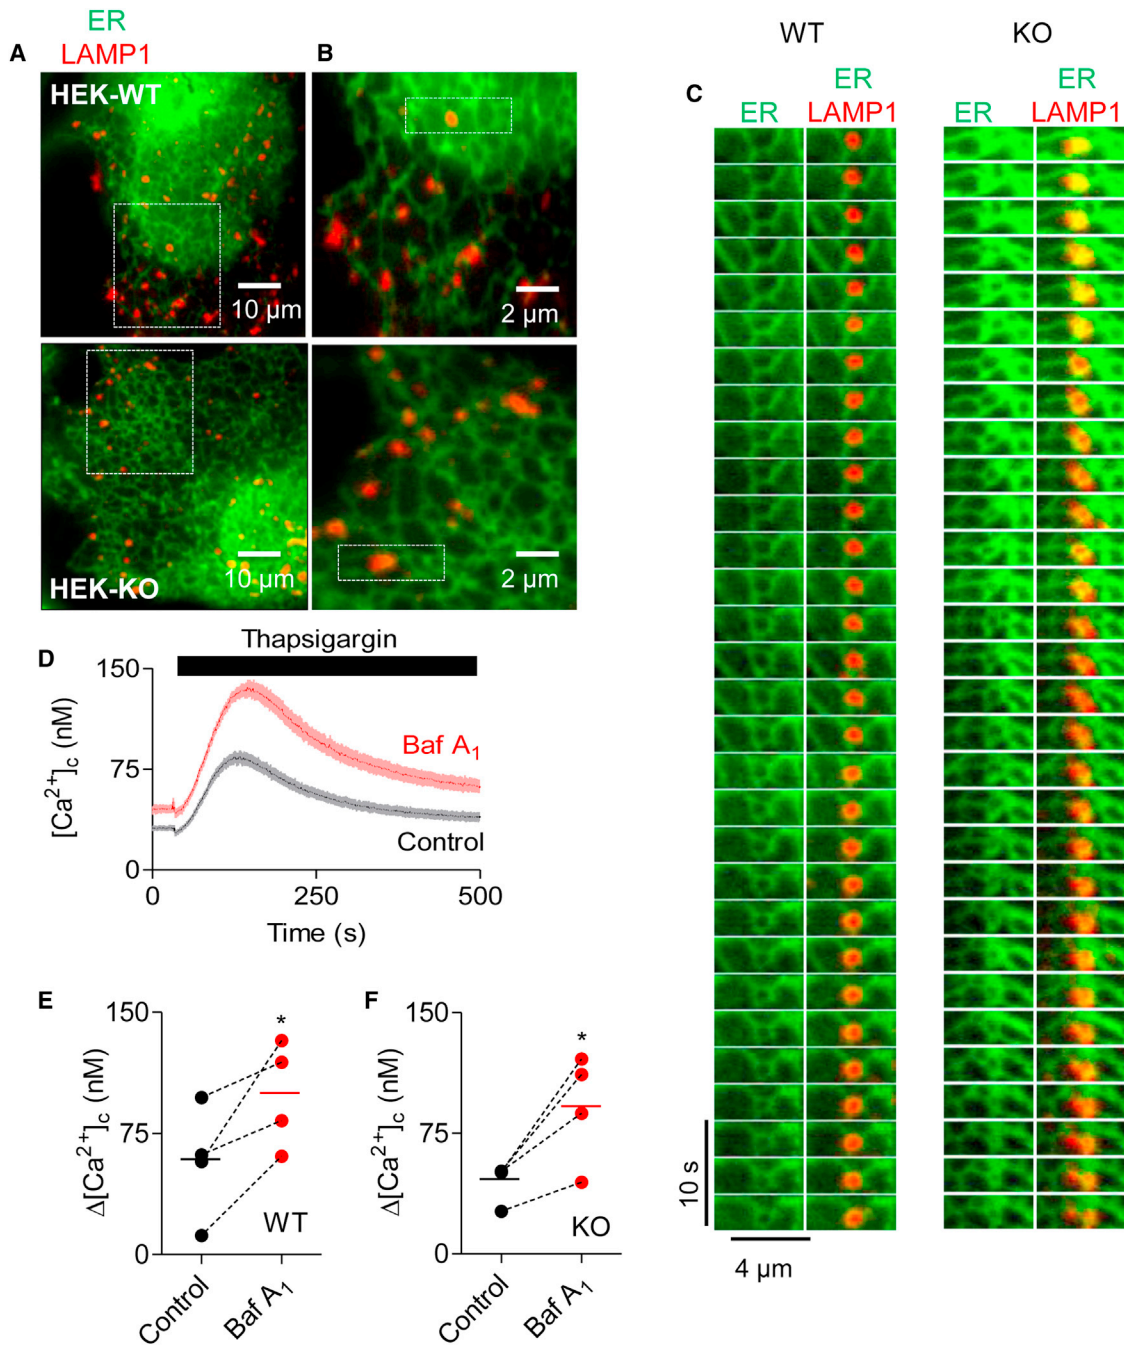 ER
LAMP1
A
B
HEK-WT
10 µm
2 µm
HEK-KO
10 µm
2 µm
WT
KO
C
ER
ER
LAMP1
ER
ER
LAMP1
10 s
4 µm
D
Thapsigargin
150
75
0
[Ca²⁺]c (nM)
Baf A₁
Control
0
250
500
Time (s)
E
150
75
0
Δ[Ca²⁺]c (nM)
*
WT
Control
Baf A₁
F
150
75
0
Δ[Ca²⁺]c (nM)
*
KO
Control
Baf A₁